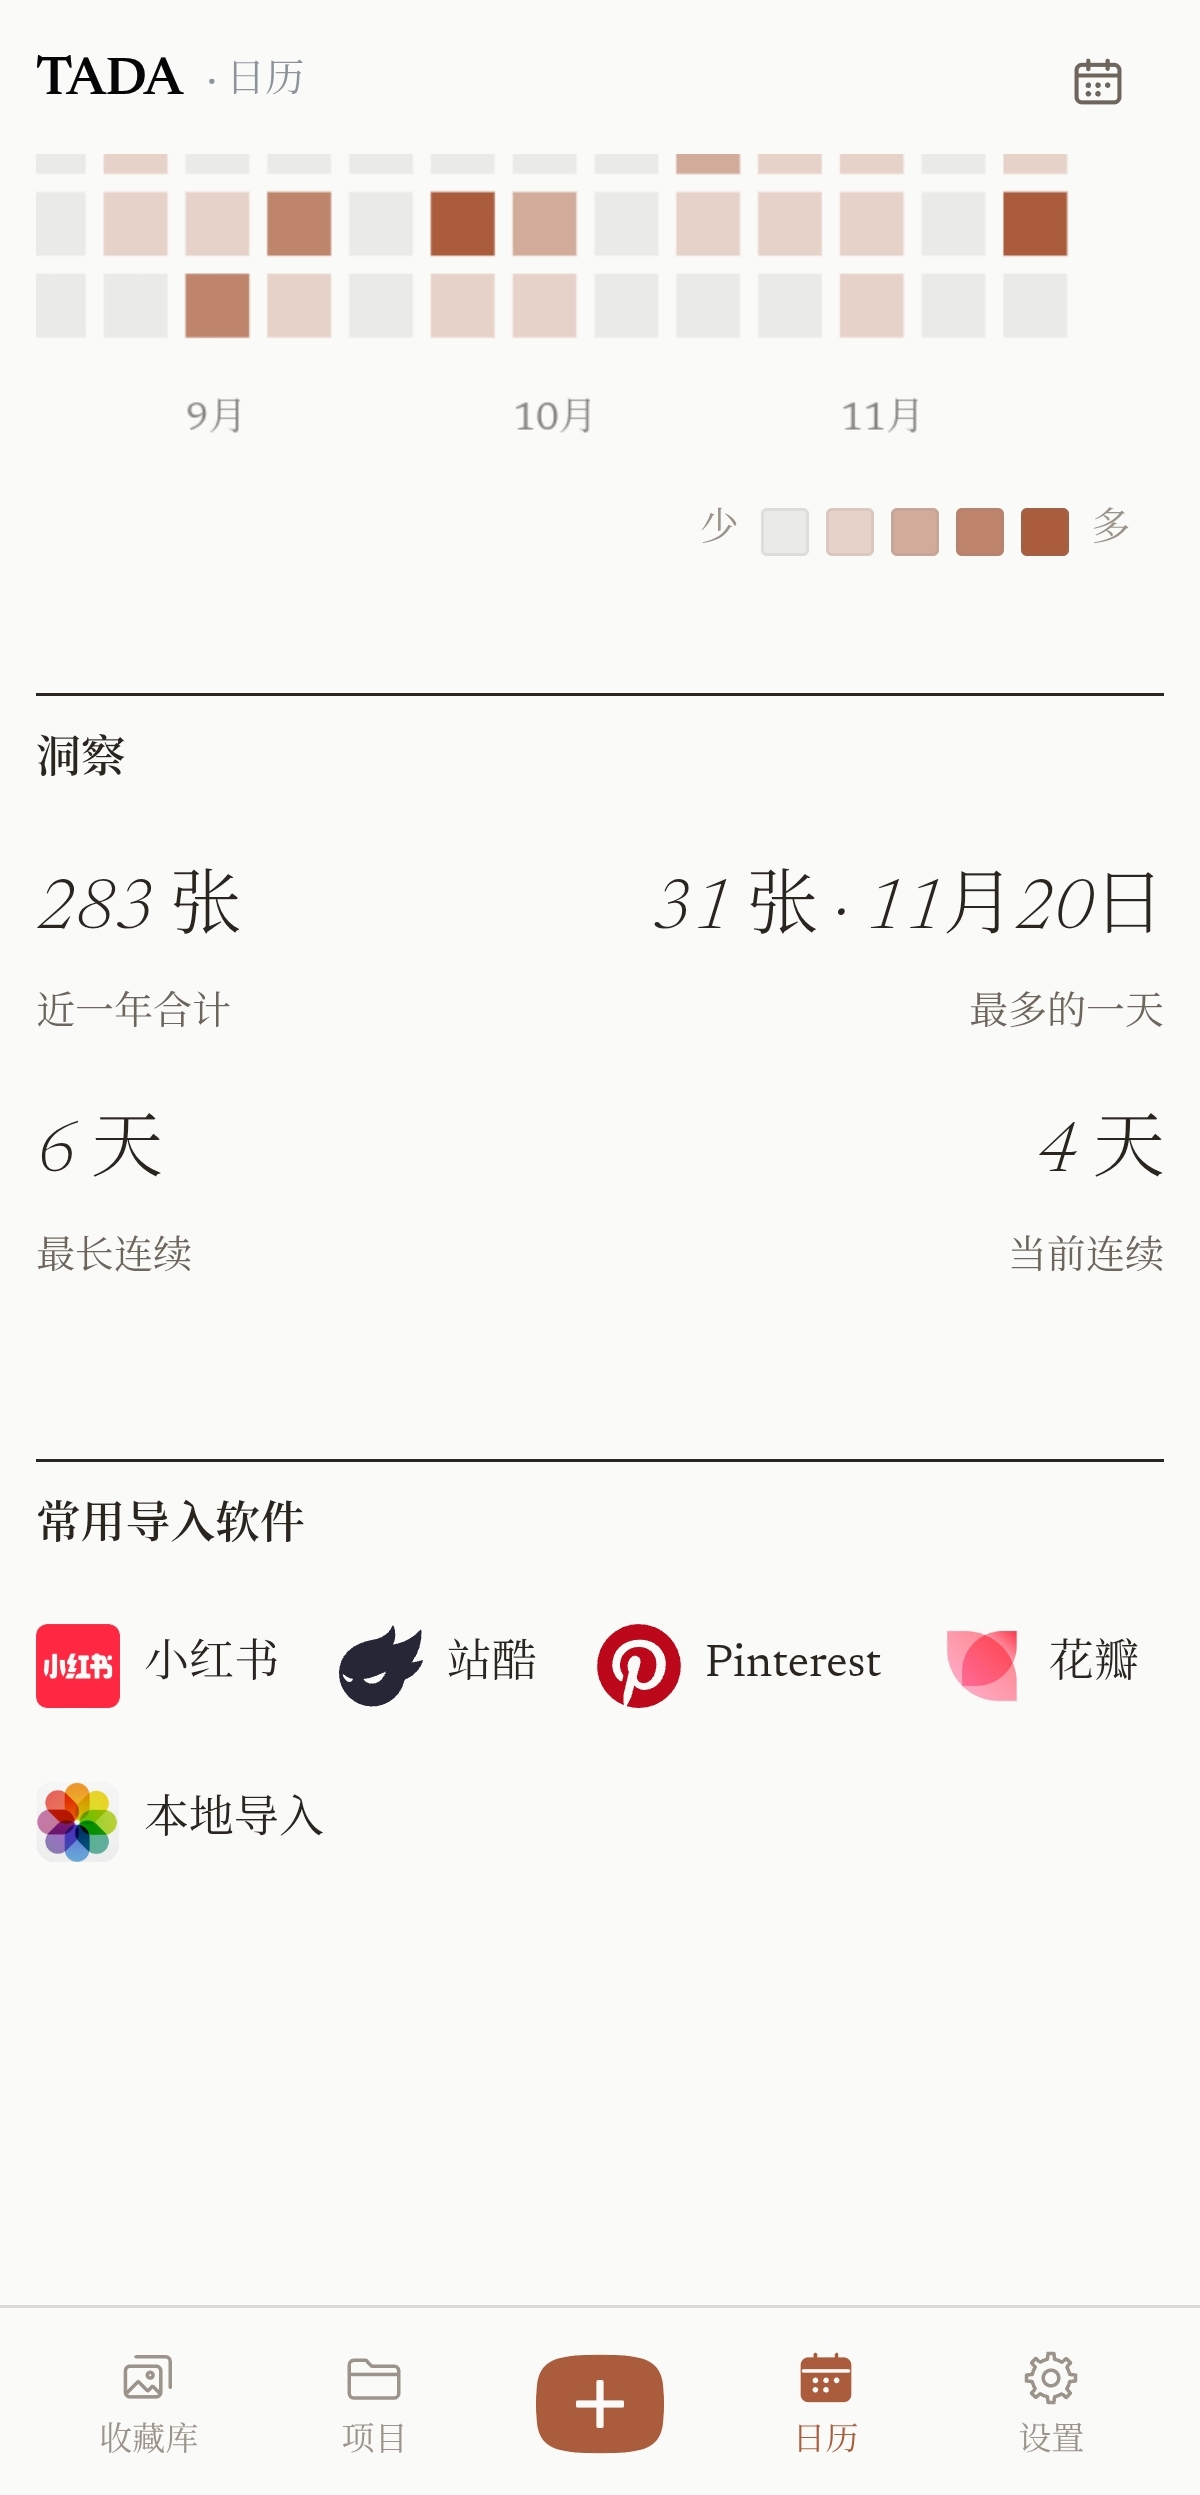 TADA · 日历
9月 10月 11月
少 多
洞察
283 张 31 张 · 11月20日
近一年合计 最多的一天
6 天 4 天
最长连续 当前连续
常用导入软件
小红书 小红书 站酷 Pinterest 花瓣
本地导入
收藏库 项目 日历 设置